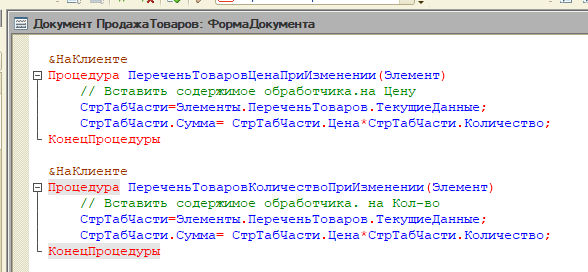 Документ ПродажаТоваров: ФормаДокумента
&НаКлиенте
Процедура ПереченьТоваровЦенаПриИзменении(Элемент)
// Вставить содержимое обработчика.на Цену
СтрТабЧасти=Элементы.ПереченьТоваров.ТекущиеДанные;
СтрТабЧасти.Сумма= СтрТабЧасти.Цена*СтрТабЧасти.Количество;
КонецПроцедуры
&НаКлиенте
Процедура ПереченьТоваровКоличествоПриИзменении(Элемент)
// Вставить содержимое обработчика. на Кол-во
СтрТабЧасти=Элементы.ПереченьТоваров.ТекущиеДанные;
СтрТабЧасти.Сумма= СтрТабЧасти.Цена*СтрТабЧасти.Количество;
КонецПроцедуры